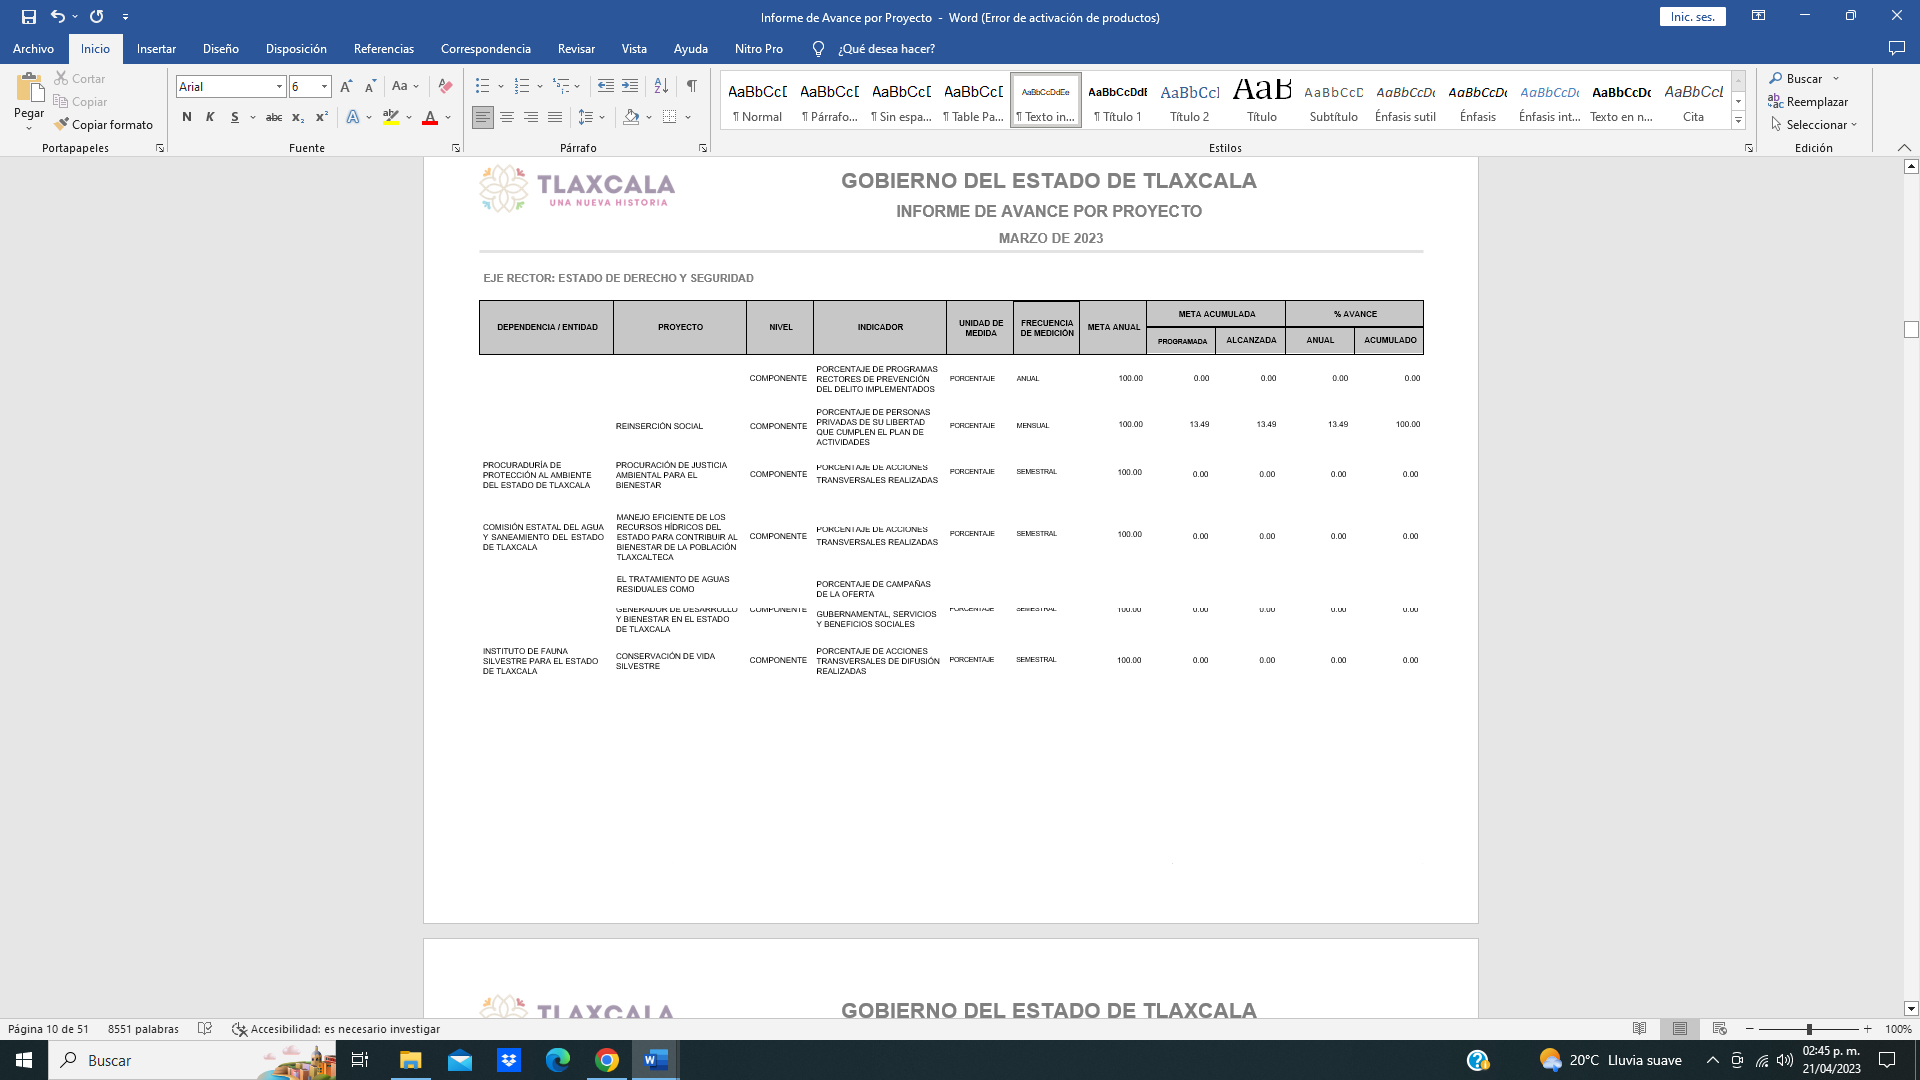 Informe de Avance por Proyecto - Word (Error de activación de productos)
Inic. ses.
Archivo Inicio Insertar Diseño Disposición Referencias Correspondencia Revisar Vista Ayuda Nitro Pro ¿Qué desea hacer?
Pegar
Cortar
Copiar
Copiar formato
Portapapeles
Arial 6
Fuente
Párrafo
¶ Normal ¶ Párrafo... ¶ Sin espa... ¶ Table Pa... ¶ Texto in... ¶ Título 1 Título 2 Título Subtítulo Énfasis sutil Énfasis Énfasis int... Texto en n... Cita
Estilos
Buscar
Reemplazar
Seleccionar
Edición
TLAXCALA
UNA NUEVA HISTORIA
GOBIERNO DEL ESTADO DE TLAXCALA
INFORME DE AVANCE POR PROYECTO
MARZO DE 2023
EJE RECTOR: ESTADO DE DERECHO Y SEGURIDAD
DEPENDENCIA / ENTIDAD PROYECTO NIVEL INDICADOR UNIDAD DE MEDIDA FRECUENCIA DE MEDICIÓN META ANUAL META ACUMULADA % AVANCE
PROGRAMADA ALCANZADA ANUAL ACUMULADO
COMPONENTE PORCENTAJE DE PROGRAMAS RECTORES DE PREVENCIÓN DEL DELITO IMPLEMENTADOS PORCENTAJE ANUAL 100.00 0.00 0.00 0.00 0.00
REINSERCIÓN SOCIAL COMPONENTE PORCENTAJE DE PERSONAS PRIVADAS DE SU LIBERTAD QUE CUMPLEN EL PLAN DE ACTIVIDADES PORCENTAJE MENSUAL 100.00 13.49 13.49 13.49 100.00
PROCURADURÍA DE PROTECCIÓN AL AMBIENTE DEL ESTADO DE TLAXCALA PROCURACIÓN DE JUSTICIA AMBIENTAL PARA EL BIENESTAR COMPONENTE PORCENTAJE DE ACCIONES TRANSVERSALES REALIZADAS PORCENTAJE SEMESTRAL 100.00 0.00 0.00 0.00 0.00
COMISIÓN ESTATAL DEL AGUA Y SANEAMIENTO DEL ESTADO DE TLAXCALA MANEJO EFICIENTE DE LOS RECURSOS HÍDRICOS DEL ESTADO PARA CONTRIBUIR AL BIENESTAR DE LA POBLACIÓN TLAXCALTECA COMPONENTE PORCENTAJE DE ACCIONES TRANSVERSALES REALIZADAS PORCENTAJE SEMESTRAL 100.00 0.00 0.00 0.00 0.00
EL TRATAMIENTO DE AGUAS RESIDUALES COMO GENERADOR DE DESARROLLO Y BIENESTAR EN EL ESTADO DE TLAXCALA COMPONENTE PORCENTAJE DE CAMPAÑAS DE LA OFERTA GUBERNAMENTAL, SERVICIOS Y BENEFICIOS SOCIALES PORCENTAJE SEMESTRAL 100.00 0.00 0.00 0.00 0.00
INSTITUTO DE FAUNA SILVESTRE PARA EL ESTADO DE TLAXCALA CONSERVACIÓN DE VIDA SILVESTRE COMPONENTE PORCENTAJE DE ACCIONES TRANSVERSALES DE DIFUSIÓN REALIZADAS PORCENTAJE SEMESTRAL 100.00 0.00 0.00 0.00 0.00
TLAXCALA
GOBIERNO DEL ESTADO DE TLAXCALA
Página 10 de 51 8551 palabras Accesibilidad: es necesario investigar 100%
Buscar
20°C Lluvia suave
02:45 p. m.
21/04/2023